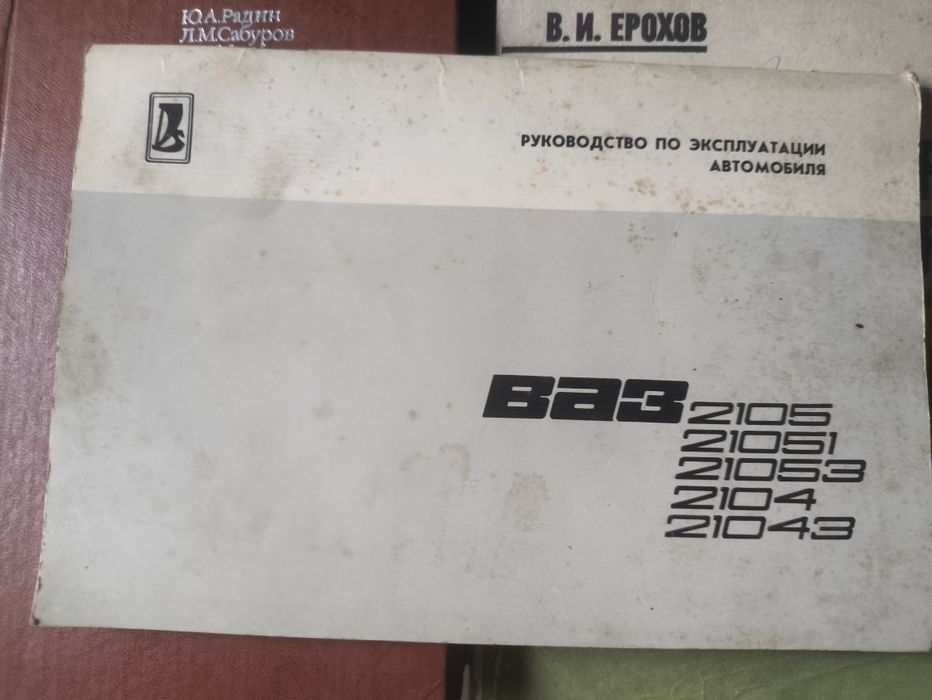 Ю.А.Радин
Л.М.Сабуров
В. И. ЕРОХОВ
РУКОВОДСТВО ПО ЭКСПЛУАТАЦИИ
АВТОМОБИЛЯ
ВАЗ 2105
21051
21053
2104
21043